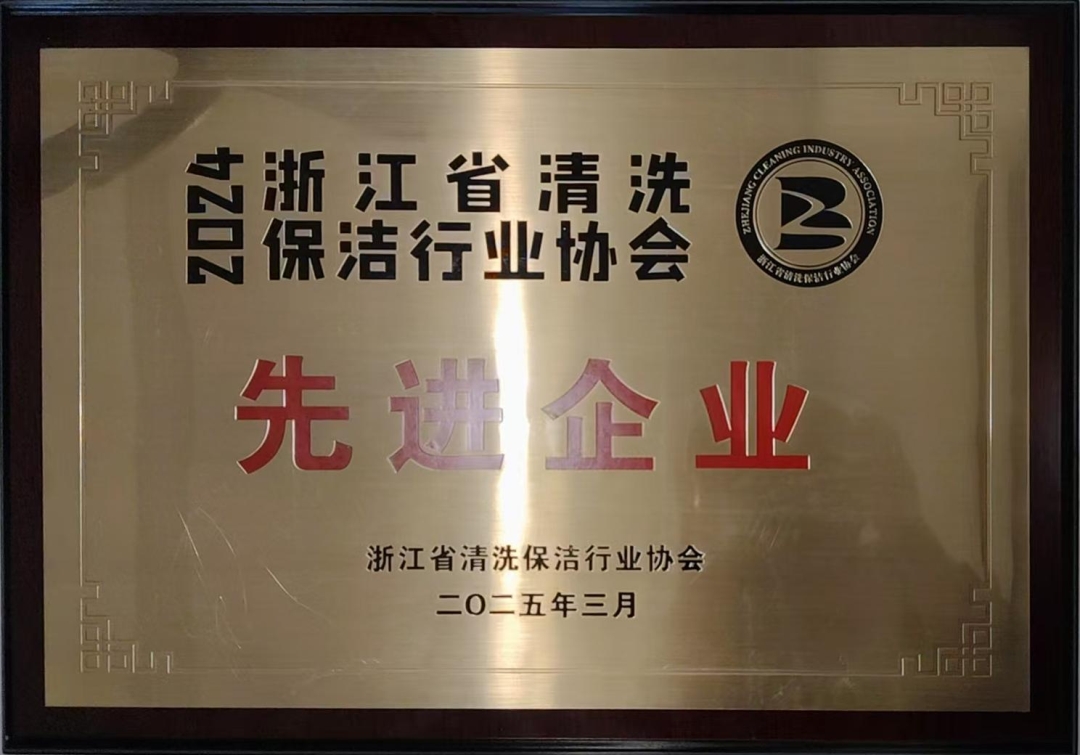 2024
浙江省清洗
保洁行业协会
ZHEJIANG CLEANING INDUSTRY ASSOCIATION
浙江省清洗保洁行业协会
先进企业
浙江省清洗保洁行业协会
二〇二五年三月